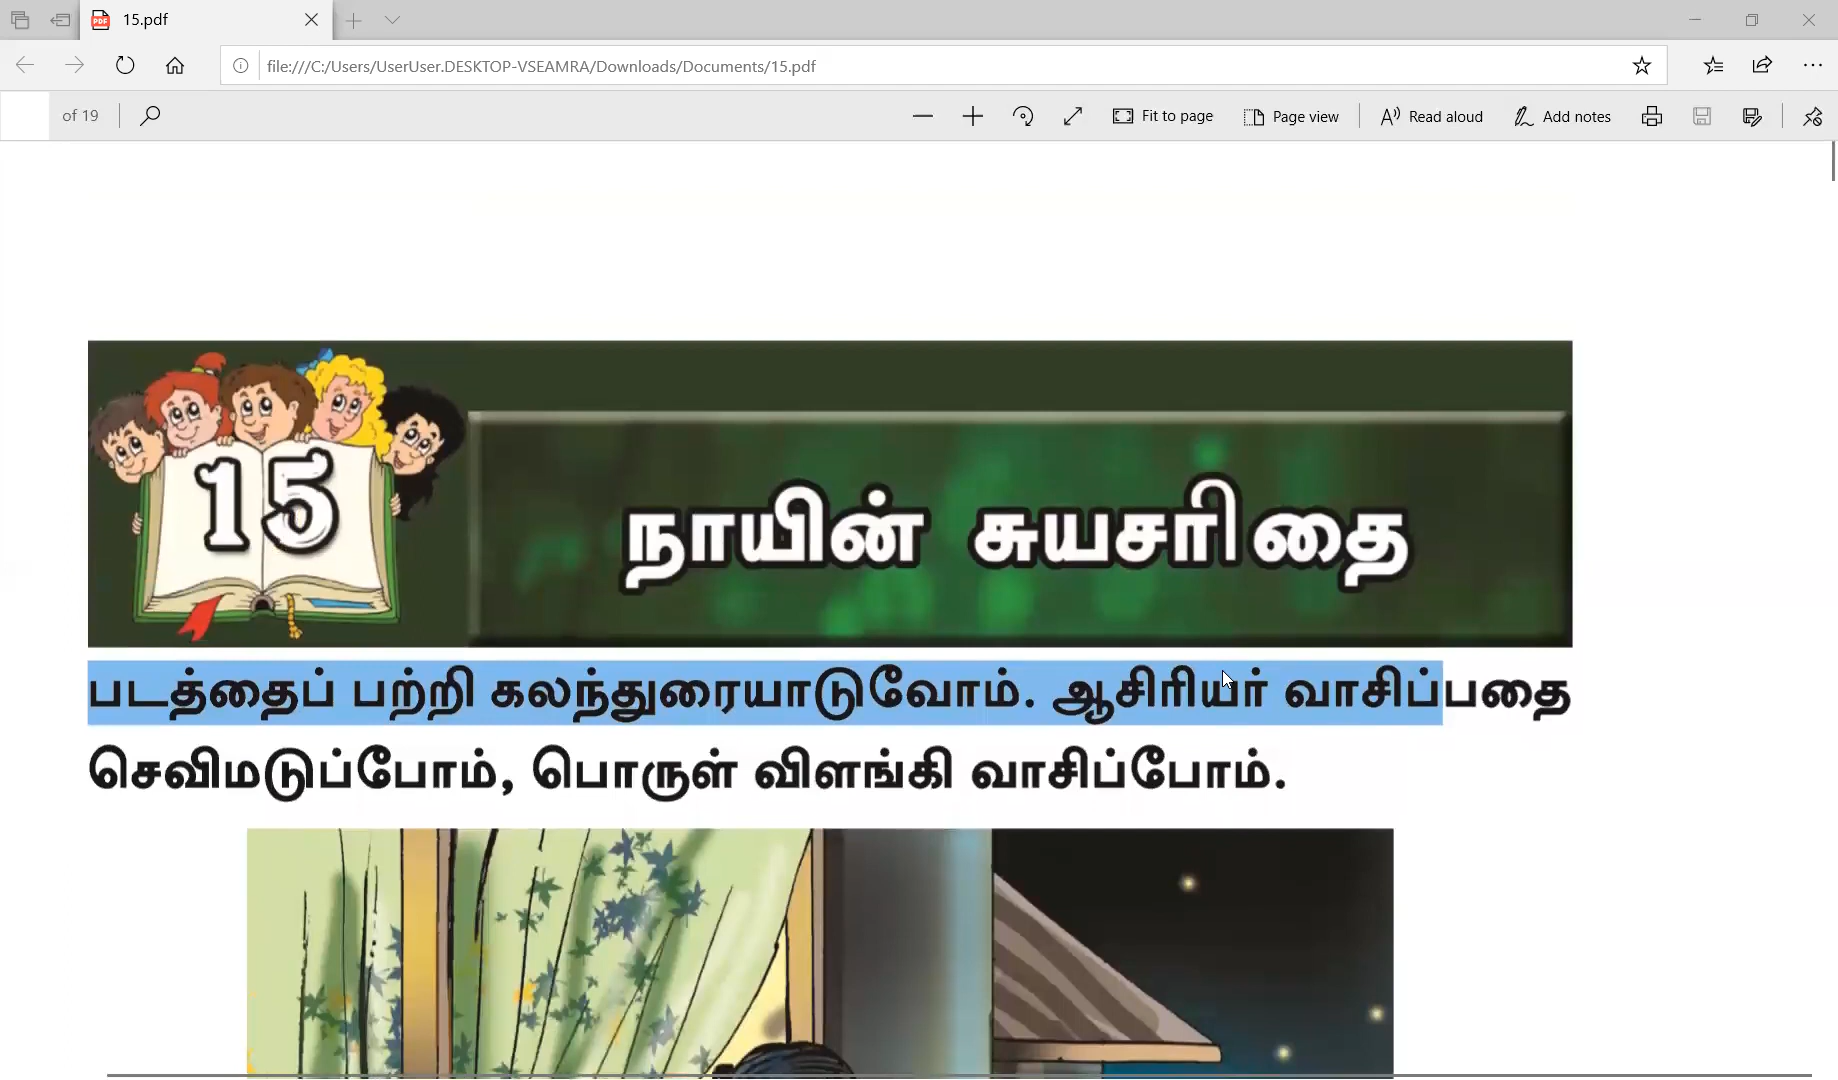 15.pdf
file:///C:/Users/UserUser.DESKTOP-VSEAMRA/Downloads/Documents/15.pdf
of 19 Fit to page Page view Read aloud Add notes
15
நாயின் சுயசரிதை
படத்தைப் பற்றி கலந்துரையாடுவோம். ஆசிரியர் வாசிப்பதை
செவிமடுப்போம், பொருள் விளங்கி வாசிப்போம்.